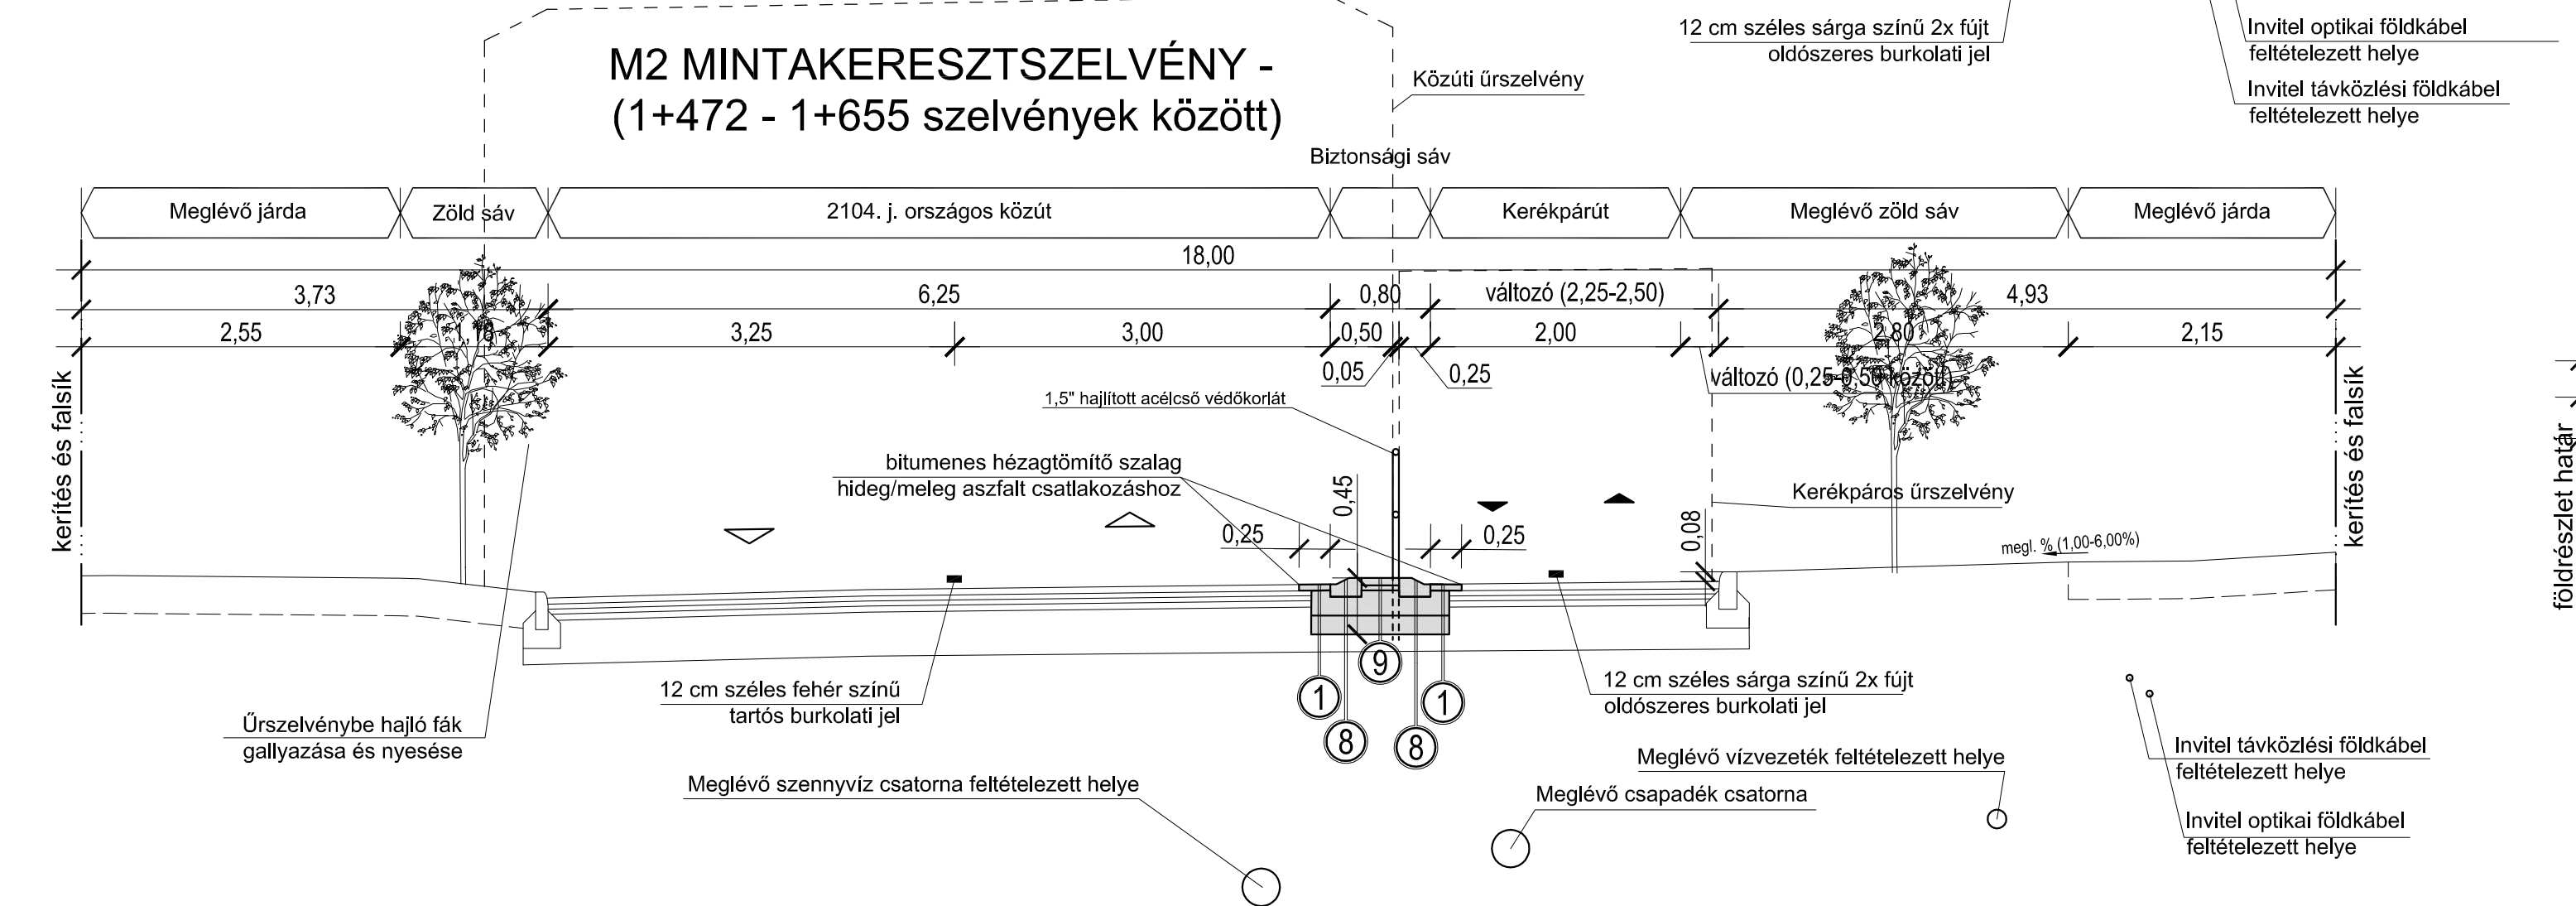 12 cm széles sárga színű 2x fújt
oldószeres burkolati jel
Invitel optikai földkábel
feltételezett helye
Invitel távközlési földkábel
feltételezett helye
M2 MINTAKERESZTSZELVÉNY -
(1+472 - 1+655 szelvények között)
Közúti űrszelvény
Biztonsági sáv
Meglévő járda
Zöld sáv
2104. j. országos közút
Kerékpárút
Meglévő zöld sáv
Meglévő járda
18,00
3,73
6,25
0,80
változó (2,25-2,50)
4,93
2,55
1,18
3,25
3,00
0,50
2,00
2,80
2,15
0,05
0,25
változó (0,25-0,50 között)
kerítés és falsík
kerítés és falsík
földrészlet határ
1,5" hajlított acélcső védőkorlát
bitumenes hézagtömítő szalag
hideg/meleg aszfalt csatlakozáshoz
0,45
0,25
0,25
0,08
Kerékpáros űrszelvény
megl. % (1,00-6,00%)
9
1
1
8
8
12 cm széles fehér színű
tartós burkolati jel
12 cm széles sárga színű 2x fújt
oldószeres burkolati jel
Űrszelvénybe hajló fák
gallyazása és nyesése
Meglévő szennyvíz csatorna feltételezett helye
Meglévő vízvezeték feltételezett helye
Meglévő csapadék csatorna
Invitel távközlési földkábel
feltételezett helye
Invitel optikai földkábel
feltételezett helye